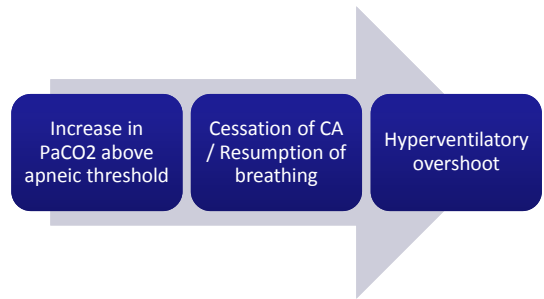 Increase in
PaCO2 above
apneic threshold
Cessation of CA
/ Resumption of
breathing
Hyperventilatory
overshoot